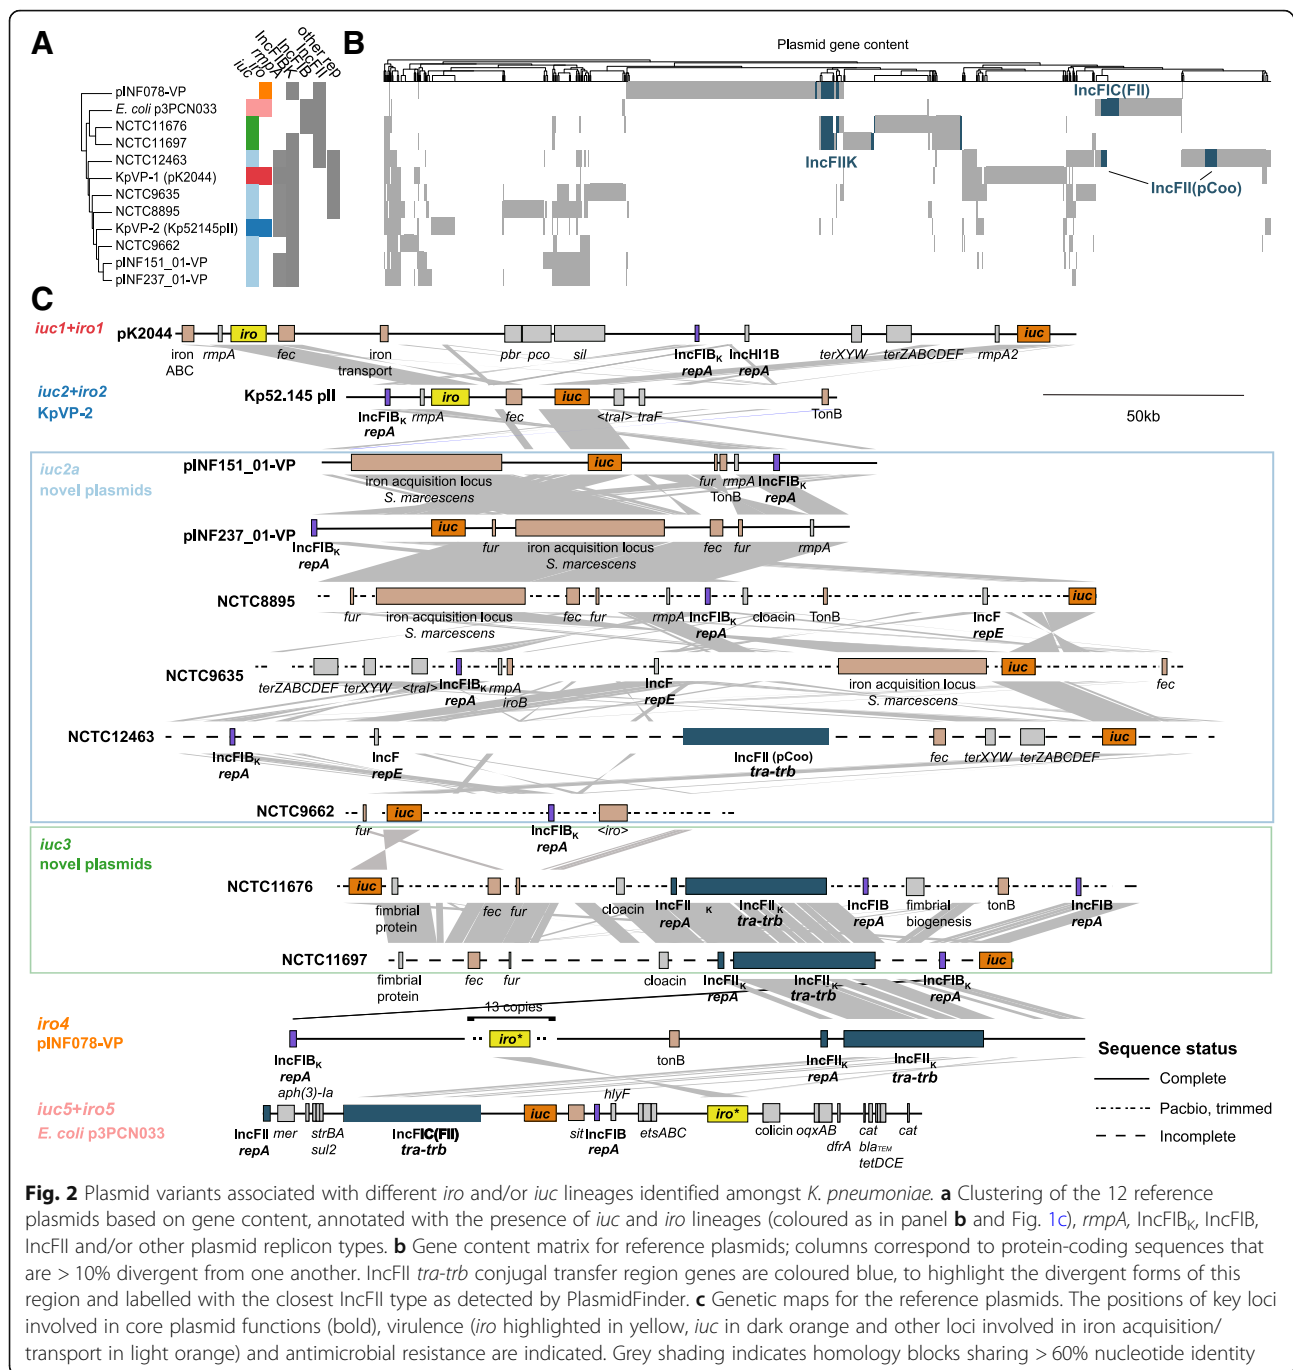 A
iuc
iro
rmpA
IncFIBK
IncFIB
IncFII
other rep
B
Plasmid gene content
pINF078-VP
E. coli p3PCN033
NCTC11676
NCTC11697
NCTC12463
KpVP-1 (pK2044)
NCTC9635
NCTC8895
KpVP-2 (Kp52145pII)
NCTC9662
pINF151_01-VP
pINF237_01-VP
IncFIC(FII)
IncFIIK
IncFII(pCoo)
C
iuc1+iro1
pK2044
iro
iuc
iron ABC
rmpA
fec
iron transport
pbr
pco
sil
IncFIBK repA
IncHI1B repA
terXYW
terZABCDEF
rmpA2
iuc2+iro2
KpVP-2
Kp52.145 pII
iro
iuc
IncFIBK repA
rmpA
fec
<traI>
traF
TonB
50kb
iuc2a
novel plasmids
pINF151_01-VP
iuc
iron acquisition locus
S. marcescens
fur
rmpA
TonB
IncFIBK
repA
pINF237_01-VP
iuc
IncFIBK
repA
fur
iron acquisition locus
S. marcescens
fec
fur
rmpA
NCTC8895
iuc
fur
iron acquisition locus
S. marcescens
fec
fur
rmpA
IncFIBK
repA
cloacin
TonB
IncF
repE
NCTC9635
iuc
terZABCDEF
terXYW
<traI>
IncFIBK
repA
rmpA
iroB
IncF
repE
iron acquisition locus
S. marcescens
fec
NCTC12463
iuc
IncFIBK
repA
IncF
repE
IncFII (pCoo)
tra-trb
fec
terXYW
terZABCDEF
NCTC9662
iuc
fur
IncFIBK
repA
<iro>
iuc3
novel plasmids
NCTC11676
iuc
fimbrial
protein
fec
fur
cloacin
IncFII K
repA
IncFIIK
tra-trb
IncFIB
repA
fimbrial
biogenesis
tonB
IncFIB
repA
NCTC11697
iuc
fimbrial
protein
fec
fur
cloacin
IncFIIK
repA
IncFIIK
tra-trb
IncFIBK
repA
iro4
pINF078-VP
13 copies
iro*
IncFIBK
repA
tonB
IncFIIK
repA
IncFIIK
tra-trb
Sequence status
Complete
Pacbio, trimmed
Incomplete
iuc5+iro5
E. coli p3PCN033
aph(3)-Ia
hlyF
iuc
iro*
IncFII
repA
mer
strBA
sul2
IncFIC(FII)
tra-trb
sit
IncFIB
repA
etsABC
colicin
oqxAB
dfrA
cat
blaTEM
tetDCE
cat
Fig. 2 Plasmid variants associated with different iro and/or iuc lineages identified amongst K. pneumoniae. a Clustering of the 12 reference
plasmids based on gene content, annotated with the presence of iuc and iro lineages (coloured as in panel b and Fig. 1c), rmpA, IncFIBK, IncFIB,
IncFII and/or other plasmid replicon types. b Gene content matrix for reference plasmids; columns correspond to protein-coding sequences that
are > 10% divergent from one another. IncFII tra-trb conjugal transfer region genes are coloured blue, to highlight the divergent forms of this
region and labelled with the closest IncFII type as detected by PlasmidFinder. c Genetic maps for the reference plasmids. The positions of key loci
involved in core plasmid functions (bold), virulence (iro highlighted in yellow, iuc in dark orange and other loci involved in iron acquisition/
transport in light orange) and antimicrobial resistance are indicated. Grey shading indicates homology blocks sharing > 60% nucleotide identity